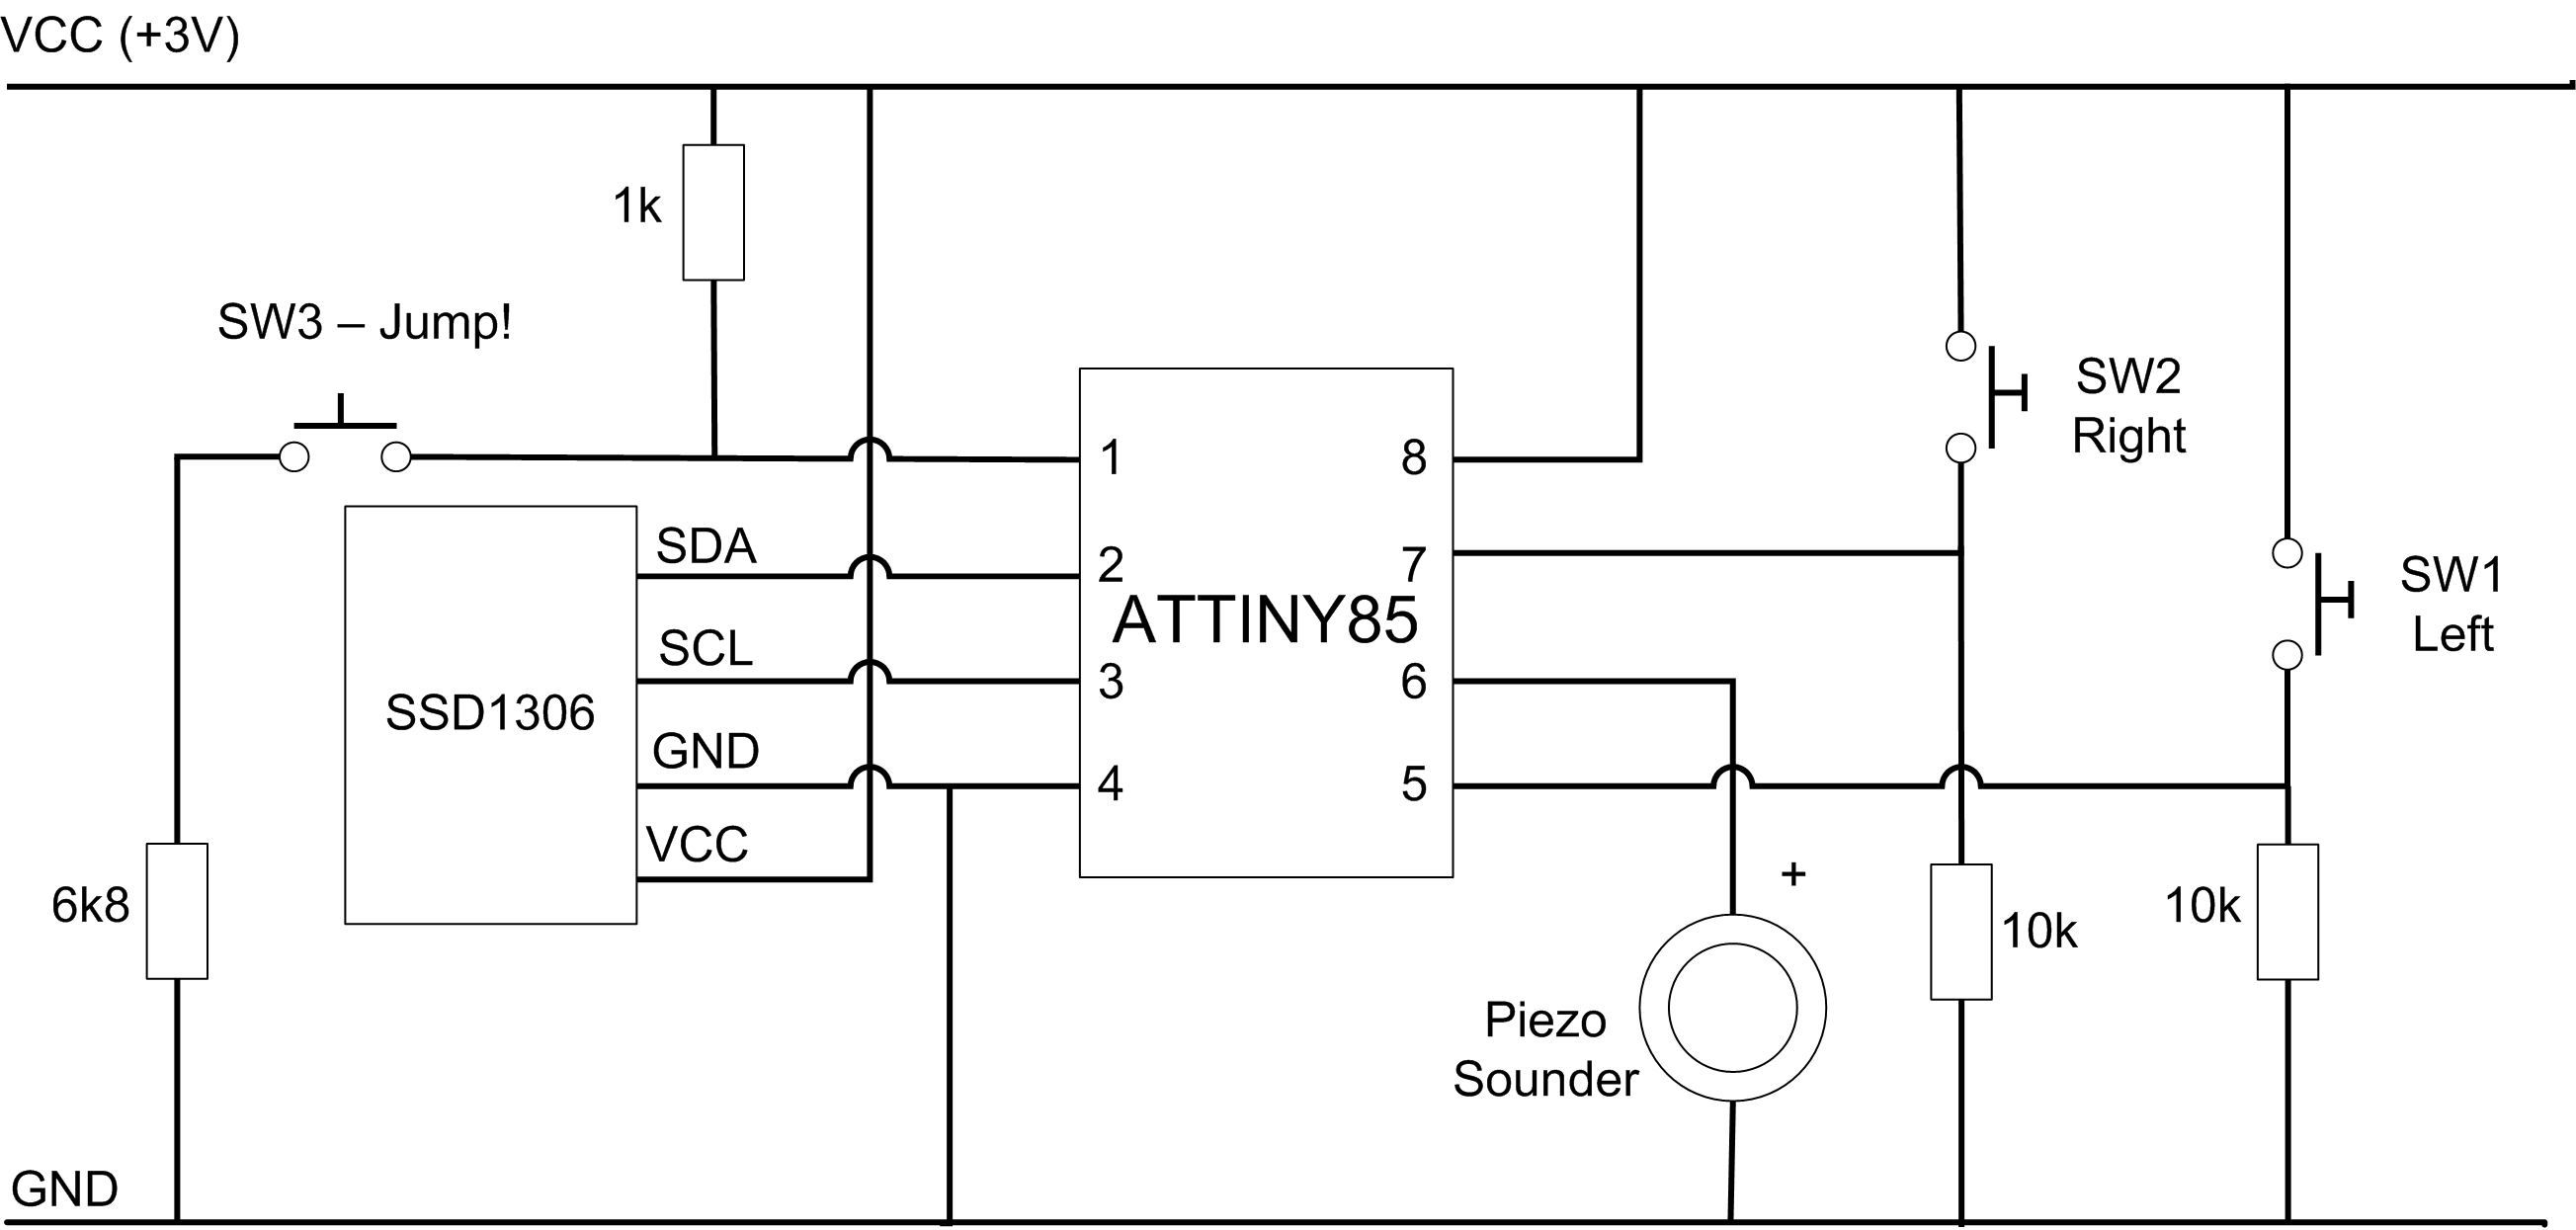 VCC (+3V)
1k
SW3 – Jump!
SW2
Right
1
8
SDA
2
7
ATTINY85
SW1
Left
SCL
3
6
SSD1306
GND
4
5
VCC
+
6k8
10k
10k
Piezo
Sounder
GND